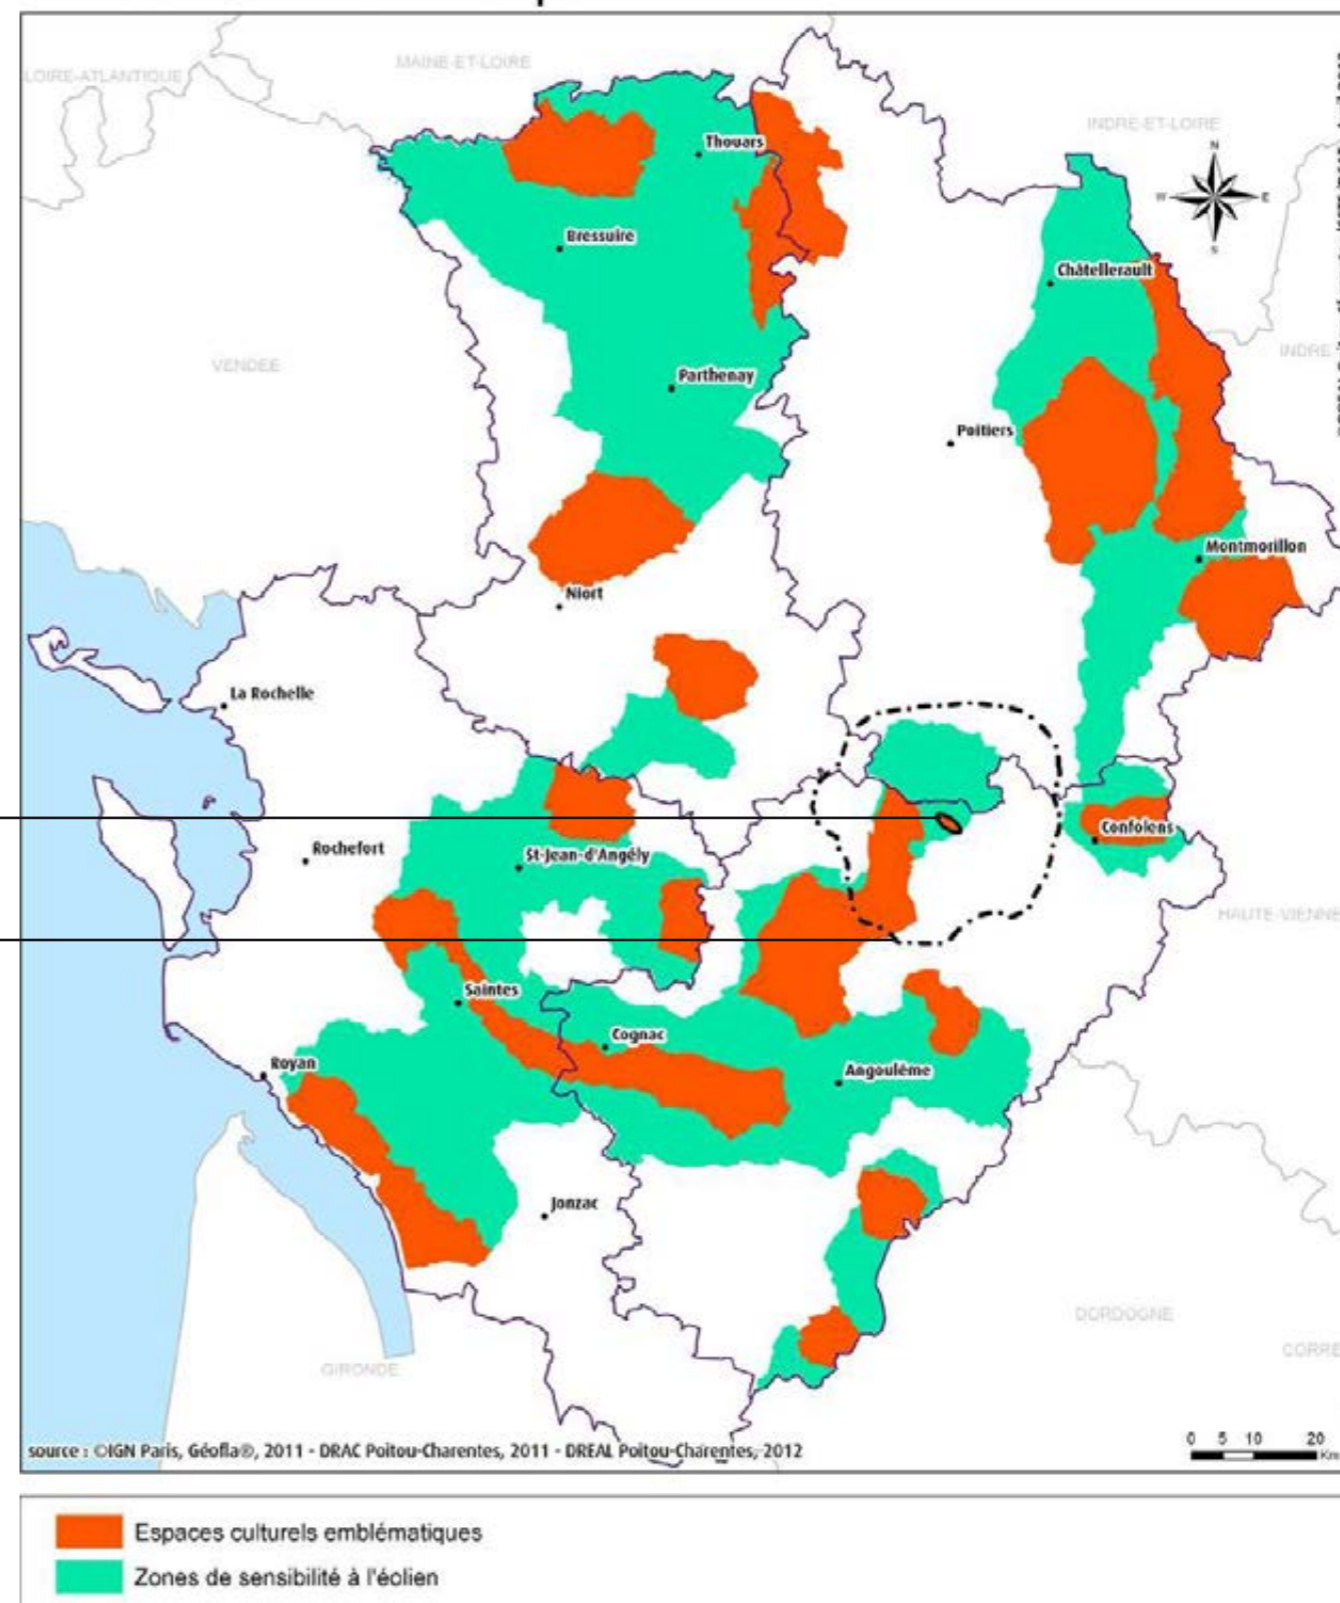 LOIRE-ATLANTIQUE
MAINE-ET-LOIRE
INDRE-ET-LOIRE
N
W
E
S
Thouars
Bressuire
Châtellerault
VENDEE
INDRE
Parthenay
Poitiers
Montmorillon
Niort
La Rochelle
Confolens
Rochefort
St-Jean-d'Angély
HAUTE-VIENNE
Saintes
Cognac
Royan
Angoulême
Jonzac
DORDOGNE
CORRE
GIRONDE
source : ©IGN Paris, Géofla®, 2011 - DRAC Poitou-Charentes, 2011 - DREAL Poitou-Charentes, 2012
0 5 10 20
Km
Espaces culturels emblématiques
Zones de sensibilité à l'éolien